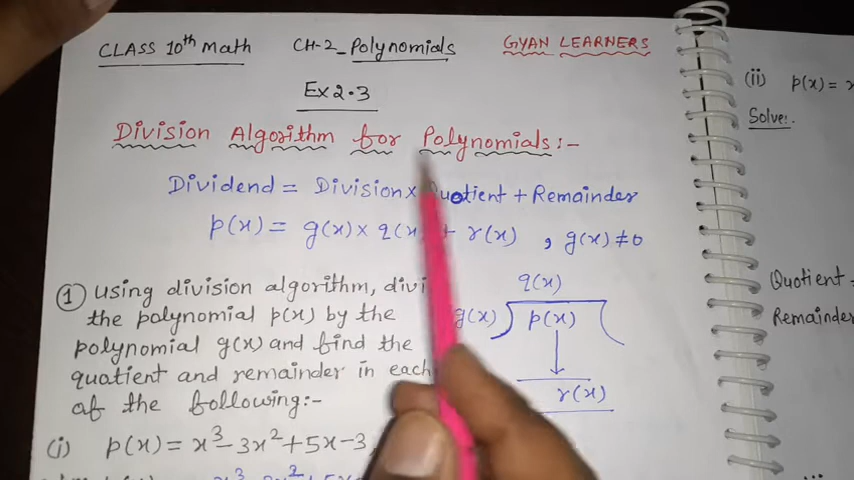 CLASS 10th Math CH-2_Polynomials GYAN LEARNERS
Ex 2.3
Division Algorithm for Polynomials:-
Dividend = Division × Quotient + Remainder
p(x) = g(x) × q(x) + r(x) , g(x) ≠ 0
① Using division algorithm,
the polynomial p(x) by the
polynomial g(x) and find the
quatient and remainder in each
of the following:-
(i) p(x) = x³ - 3x² + 5x - 3,
q(x)
g(x) p(x)
r(x)
(ii) p(x) =
Solve:.
Quotient =
Remainder